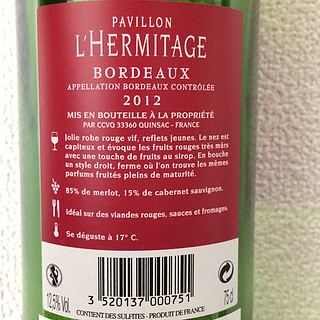 PAVILLON
L'HERMITAGE
BORDEAUX
APPELLATION BORDEAUX CONTRÔLÉE
2012
MIS EN BOUTEILLE À LA PROPRIÉTÉ
PAR CCVQ 33360 QUINSAC - FRANCE
Jolie robe rouge vif, reflets jeunes. Le nez est
capiteux et évoque les fruits rouges très mûrs
avec une touche de fruits au sirop. En bouche
un style droit, ferme où l'on trouve les mêmes
parfums fruités pleins de maturité.
85% de merlot, 15% de cabernet sauvignon.
Idéal sur des viandes rouges, sauces et fromages.
Se déguste à 17° C.
12,5% Vol.
3 520137 000751
75 cl
CONTIENT DES SULFITES - PRODUIT DE FRANCE